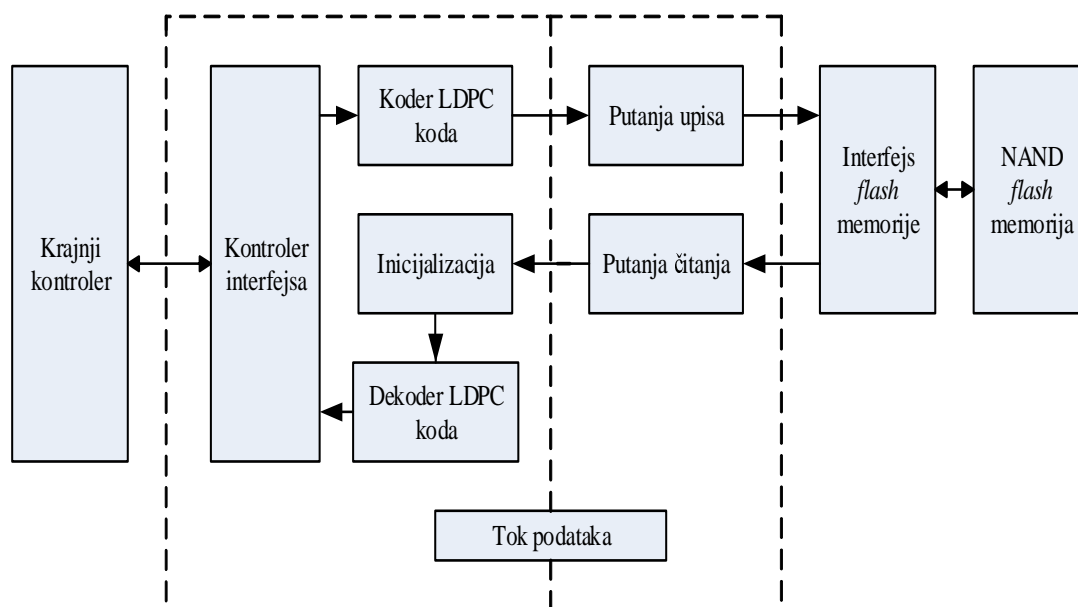 Krajnji
kontroler
Kontroler
interfejsa
Koder LDPC
koda
Putanja upisa
Inicijalizacija
Putanja čitanja
Dekoder LDPC
koda
Interfejs
flash
memorije
NAND
flash
memorija
Tok podataka